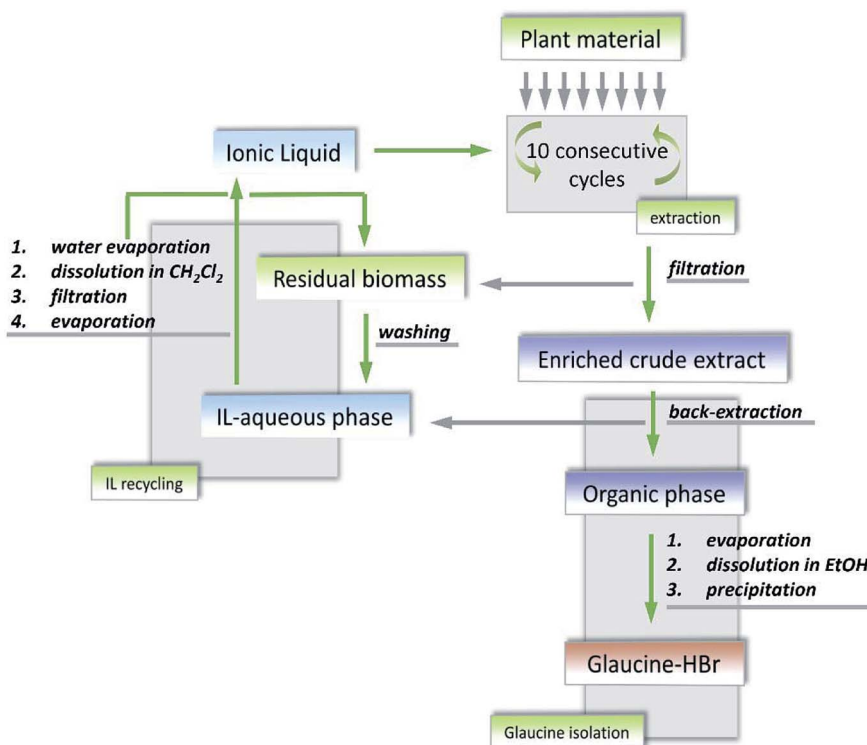 Plant material
Ionic Liquid
10 consecutive
cycles
extraction
1. water evaporation
2. dissolution in CH₂Cl₂
3. filtration
4. evaporation
Residual biomass
filtration
washing
Enriched crude extract
IL-aqueous phase
back-extraction
IL recycling
Organic phase
1. evaporation
2. dissolution in EtOH
3. precipitation
Glaucine-HBr
Glaucine isolation